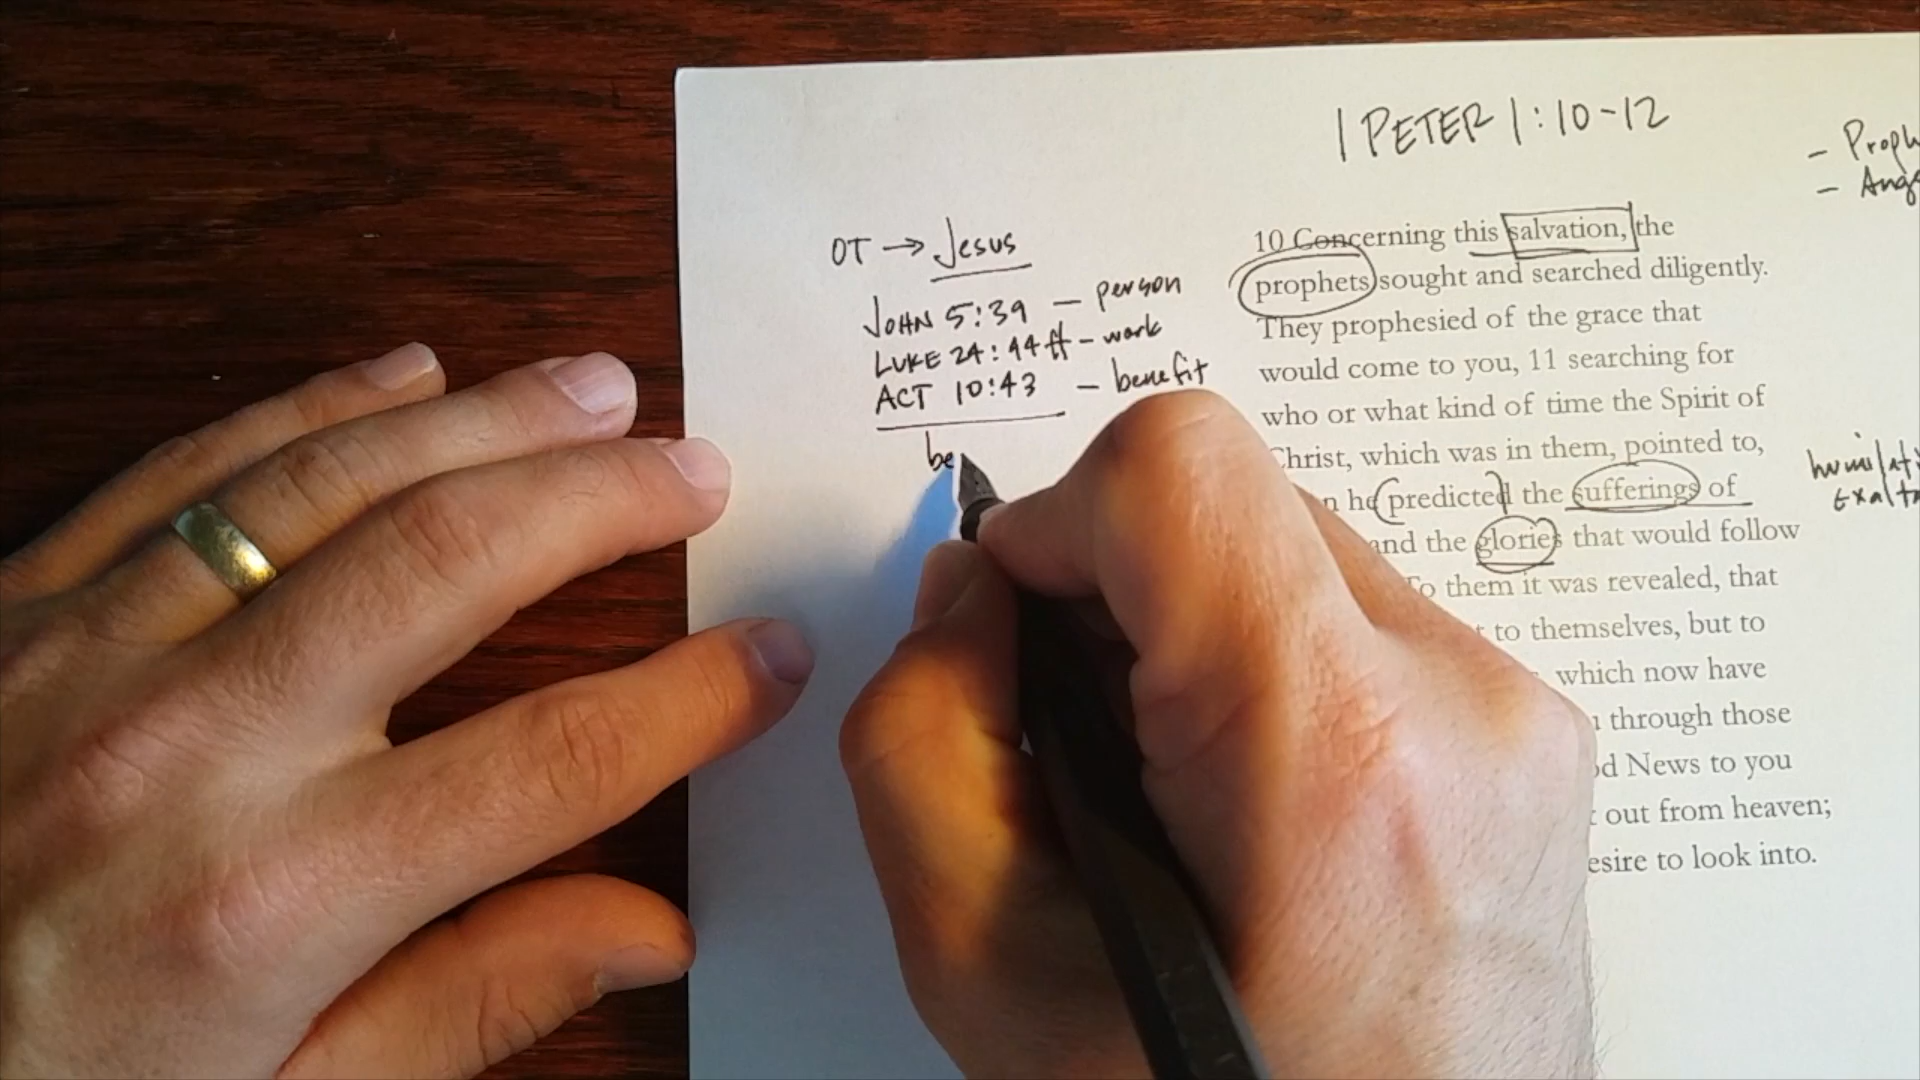 1 PETER 1:10-12
- Proph
- Ange
OT → Jesus
JOHN 5:39 - person
LUKE 24:44ff - work
ACT 10:43 - benefit
be
10 Concerning this salvation, the
prophets sought and searched diligently.
They prophesied of the grace that
would come to you, 11 searching for
who or what kind of time the Spirit of
Christ, which was in them, pointed to,
n he predicted the sufferings of
and the glories that would follow
To them it was revealed, that
t to themselves, but to
which now have
through those
od News to you
t out from heaven;
esire to look into.
humilati
exalta